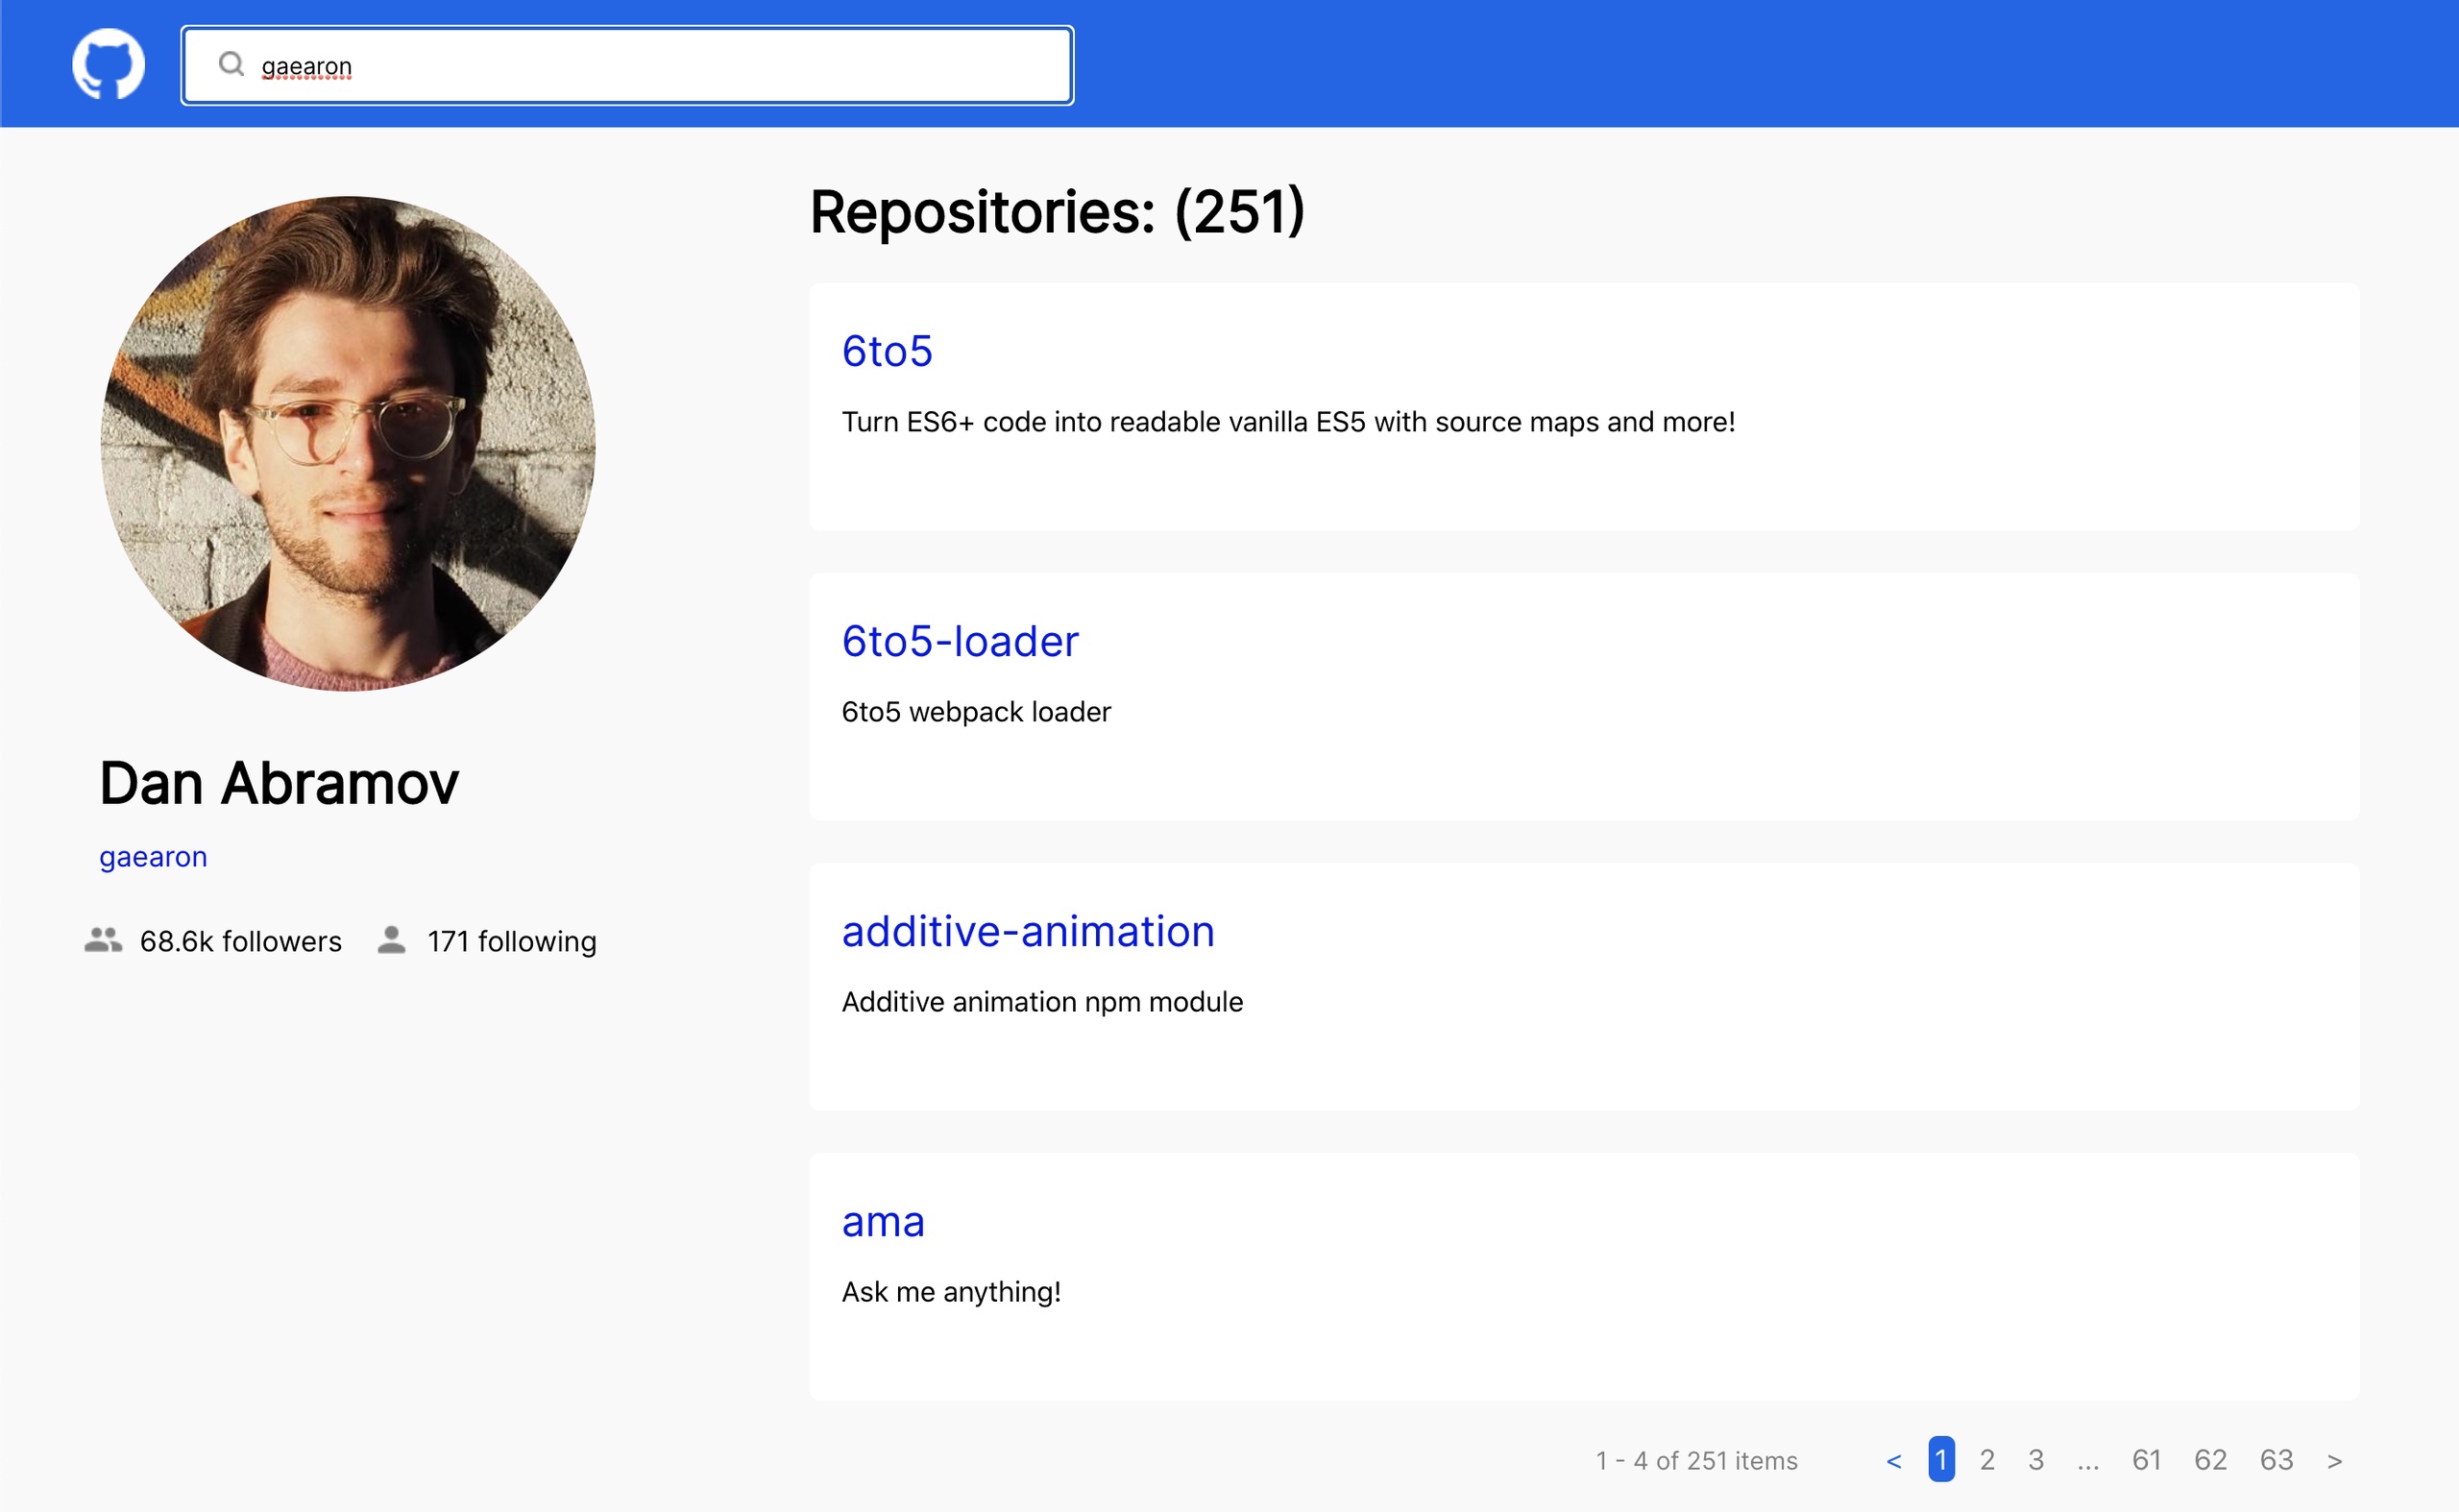 gaearon
Repositories: (251)
6to5
Turn ES6+ code into readable vanilla ES5 with source maps and more!
6to5-loader
6to5 webpack loader
Dan Abramov
gaearon
68.6k followers 171 following
additive-animation
Additive animation npm module
ama
Ask me anything!
1 - 4 of 251 items < 1 2 3 ... 61 62 63 >